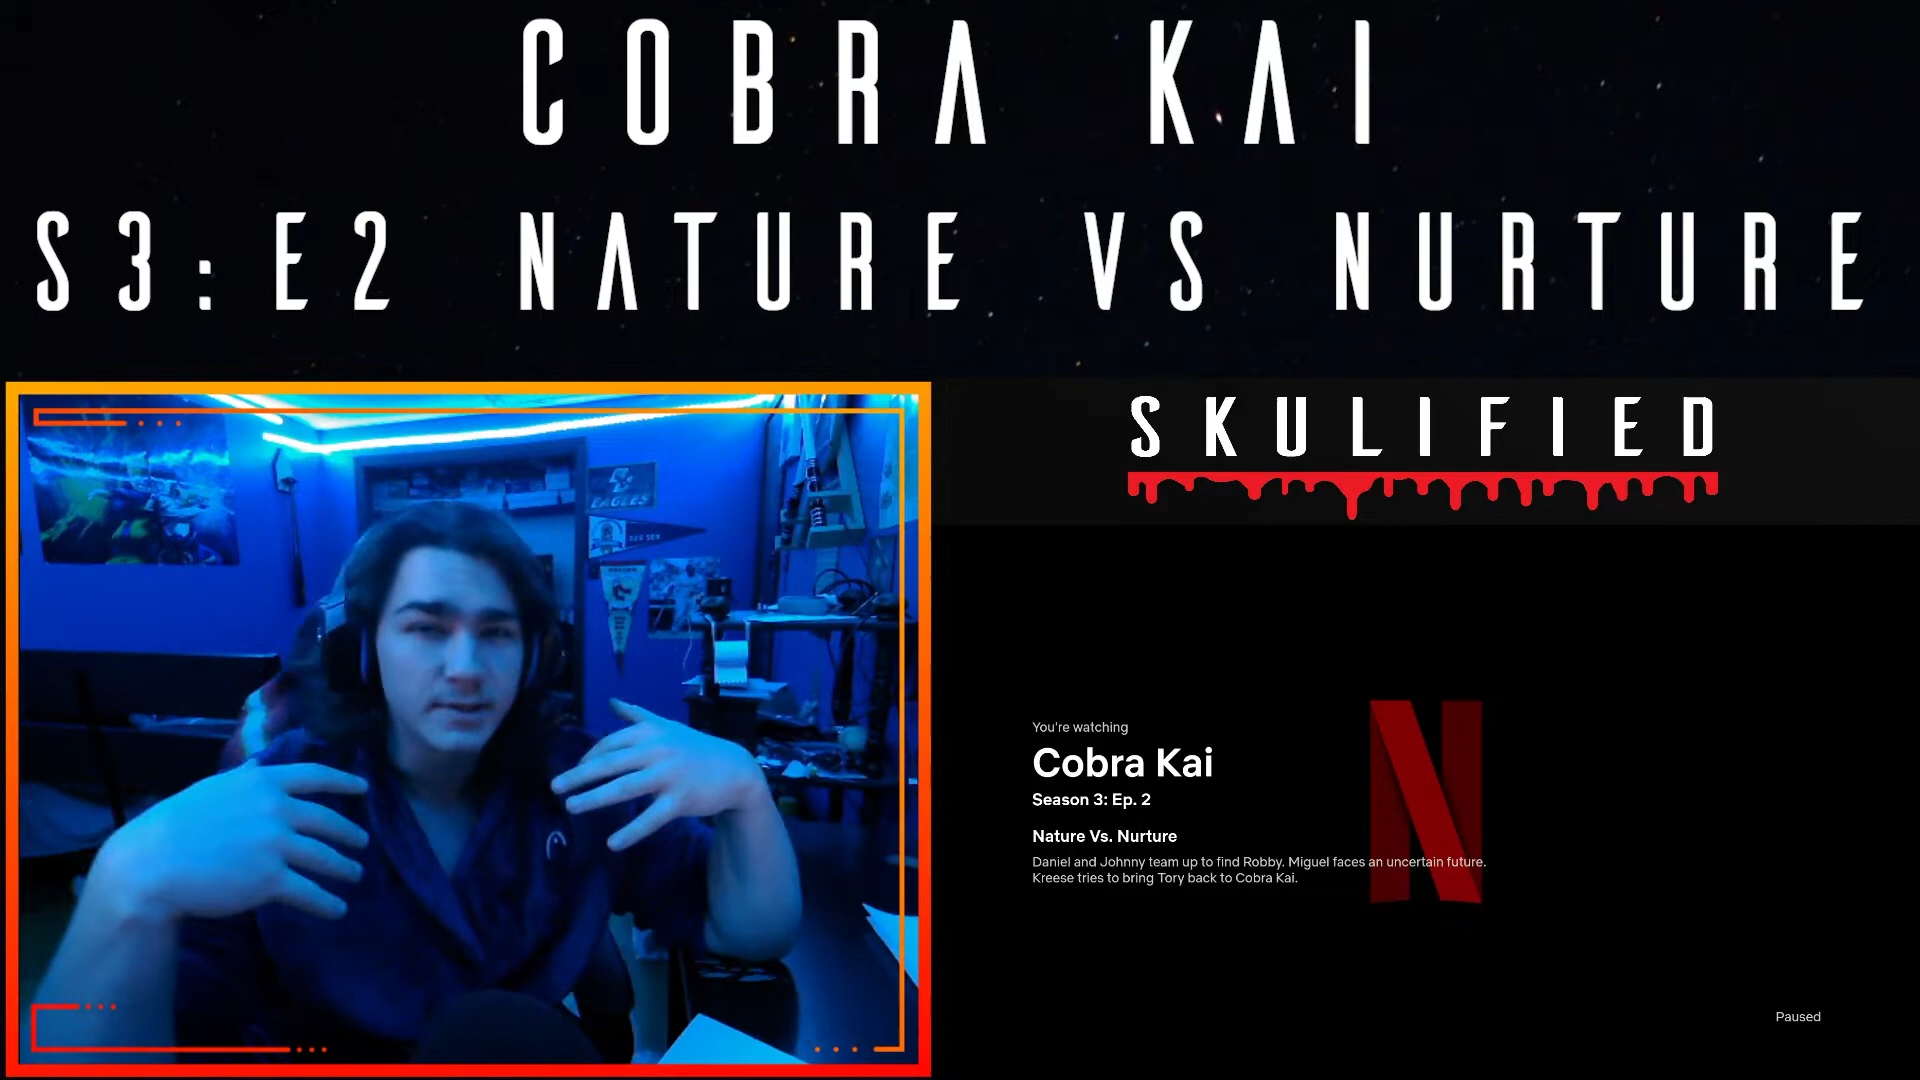 COBRA KAI
S3:E2 NATURE VS NURTURE
SKULIFIED
EAGLES
You're watching
Cobra Kai
Season 3: Ep. 2
Nature Vs. Nurture
Daniel and Johnny team up to find Robby. Miguel faces an uncertain future.
Kreese tries to bring Tory back to Cobra Kai.
Paused